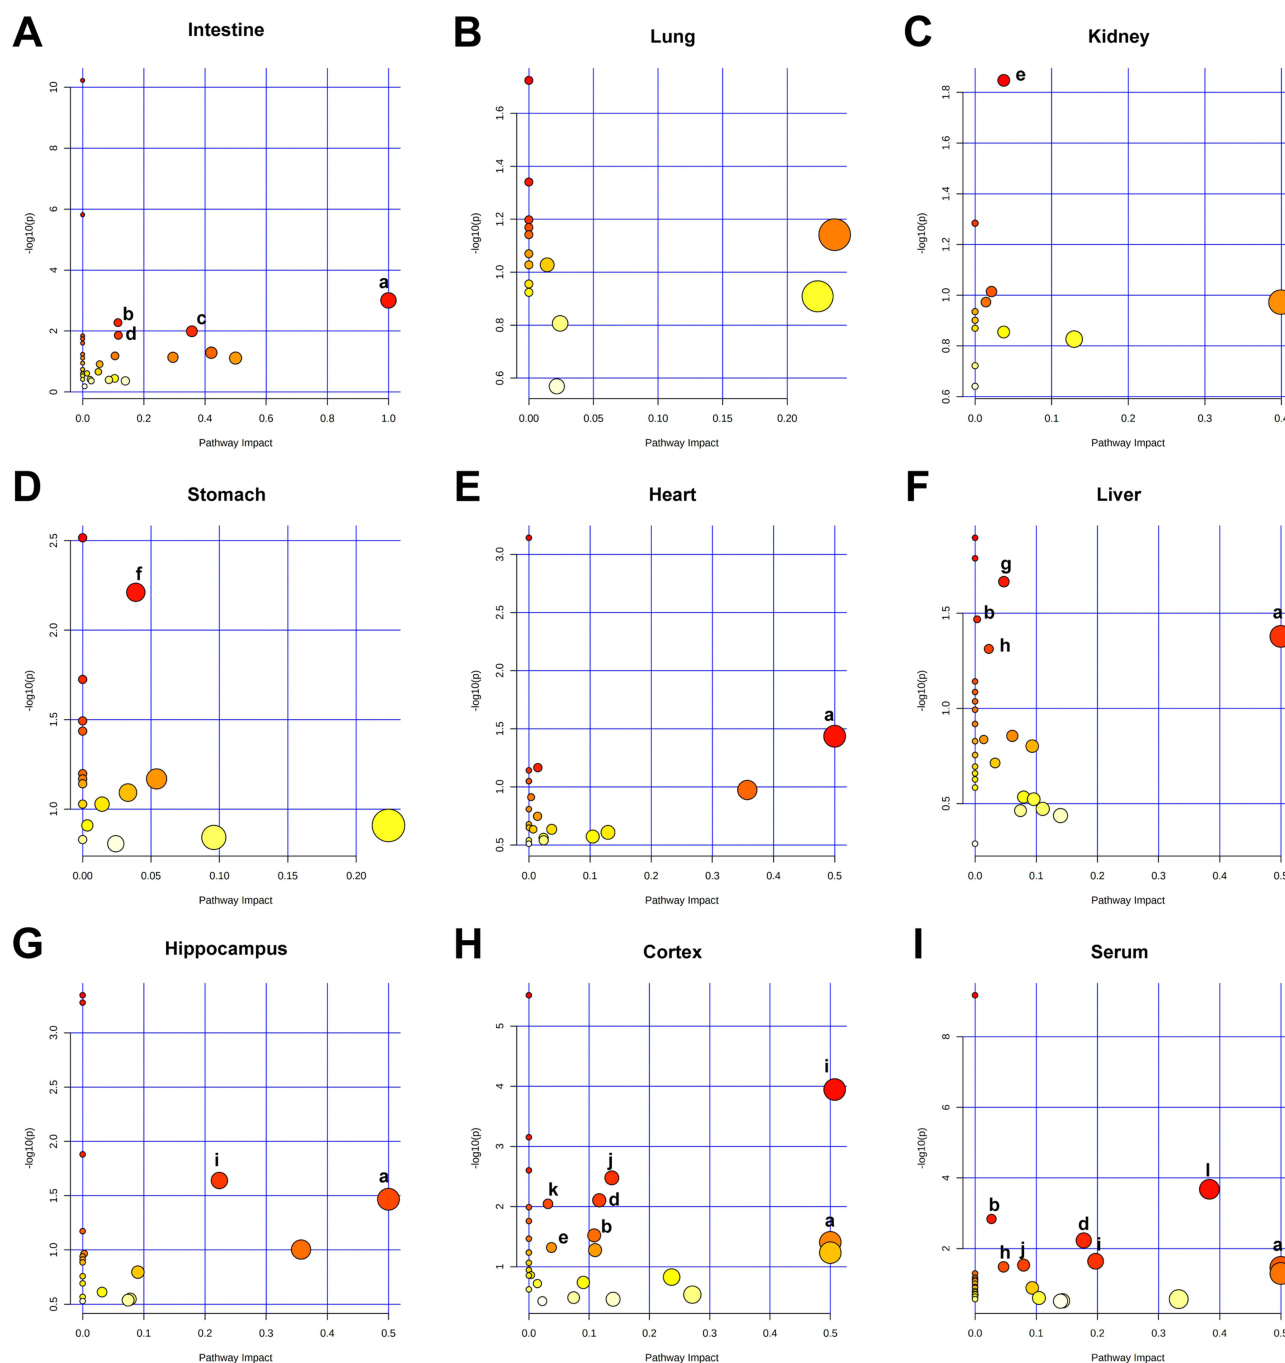 A
Intestine
10
8
6
4
2
0
-log10(p)
a
b
c
d
0.0
0.2
0.4
0.6
0.8
1.0
Pathway Impact
B
Lung
1.6
1.4
1.2
1.0
0.8
0.6
-log10(p)
0.00
0.05
0.10
0.15
0.20
Pathway Impact
C
Kidney
1.8
1.6
1.4
1.2
1.0
0.8
0.6
-log10(p)
e
0.0
0.1
0.2
0.3
0.4
Pathway Impact
D
Stomach
2.5
2.0
1.5
1.0
-log10(p)
f
0.00
0.05
0.10
0.15
0.20
Pathway Impact
E
Heart
3.0
2.5
2.0
1.5
1.0
0.5
-log10(p)
a
0.0
0.1
0.2
0.3
0.4
0.5
Pathway Impact
F
Liver
1.5
1.0
0.5
-log10(p)
g
b
a
h
0.0
0.1
0.2
0.3
0.4
0.5
Pathway Impact
G
Hippocampus
3.0
2.5
2.0
1.5
1.0
0.5
-log10(p)
i
a
0.0
0.1
0.2
0.3
0.4
0.5
Pathway Impact
H
Cortex
5
4
3
2
1
-log10(p)
i
j
k
d
b
a
e
0.0
0.1
0.2
0.3
0.4
0.5
Pathway Impact
I
Serum
8
6
4
2
-log10(p)
l
b
d
h
j
i
a
0.0
0.1
0.2
0.3
0.4
0.5
Pathway Impact